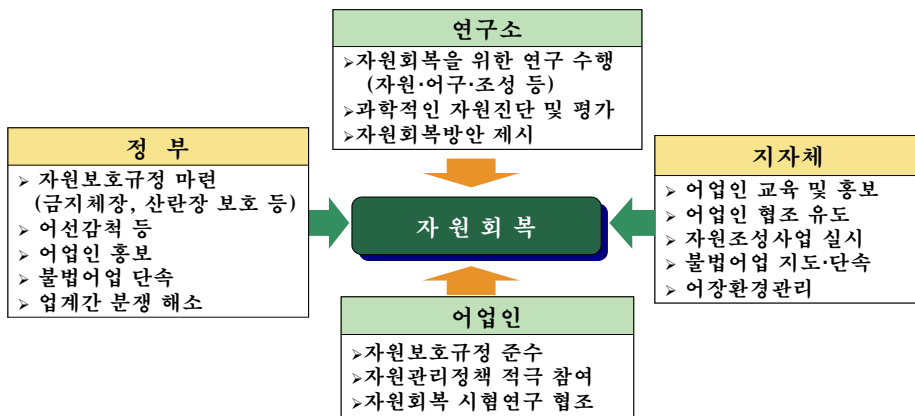 연구소
➢자원회복을 위한 연구 수행
(자원·어구·조성 등)
➢과학적인 자원진단 및 평가
➢자원회복방안 제시
정 부
➢ 자원보호규정 마련
(금지체장, 산란장 보호 등)
➢ 어선감척 등
➢ 어업인 홍보
➢ 불법어업 단속
➢ 업계간 분쟁 해소
자원회복
지자체
➢ 어업인 교육 및 홍보
➢ 어업인 협조 유도
➢ 자원조성사업 실시
➢ 불법어업 지도·단속
➢ 어장환경관리
어업인
➢자원보호규정 준수
➢자원관리정책 적극 참여
➢자원회복 시험연구 협조